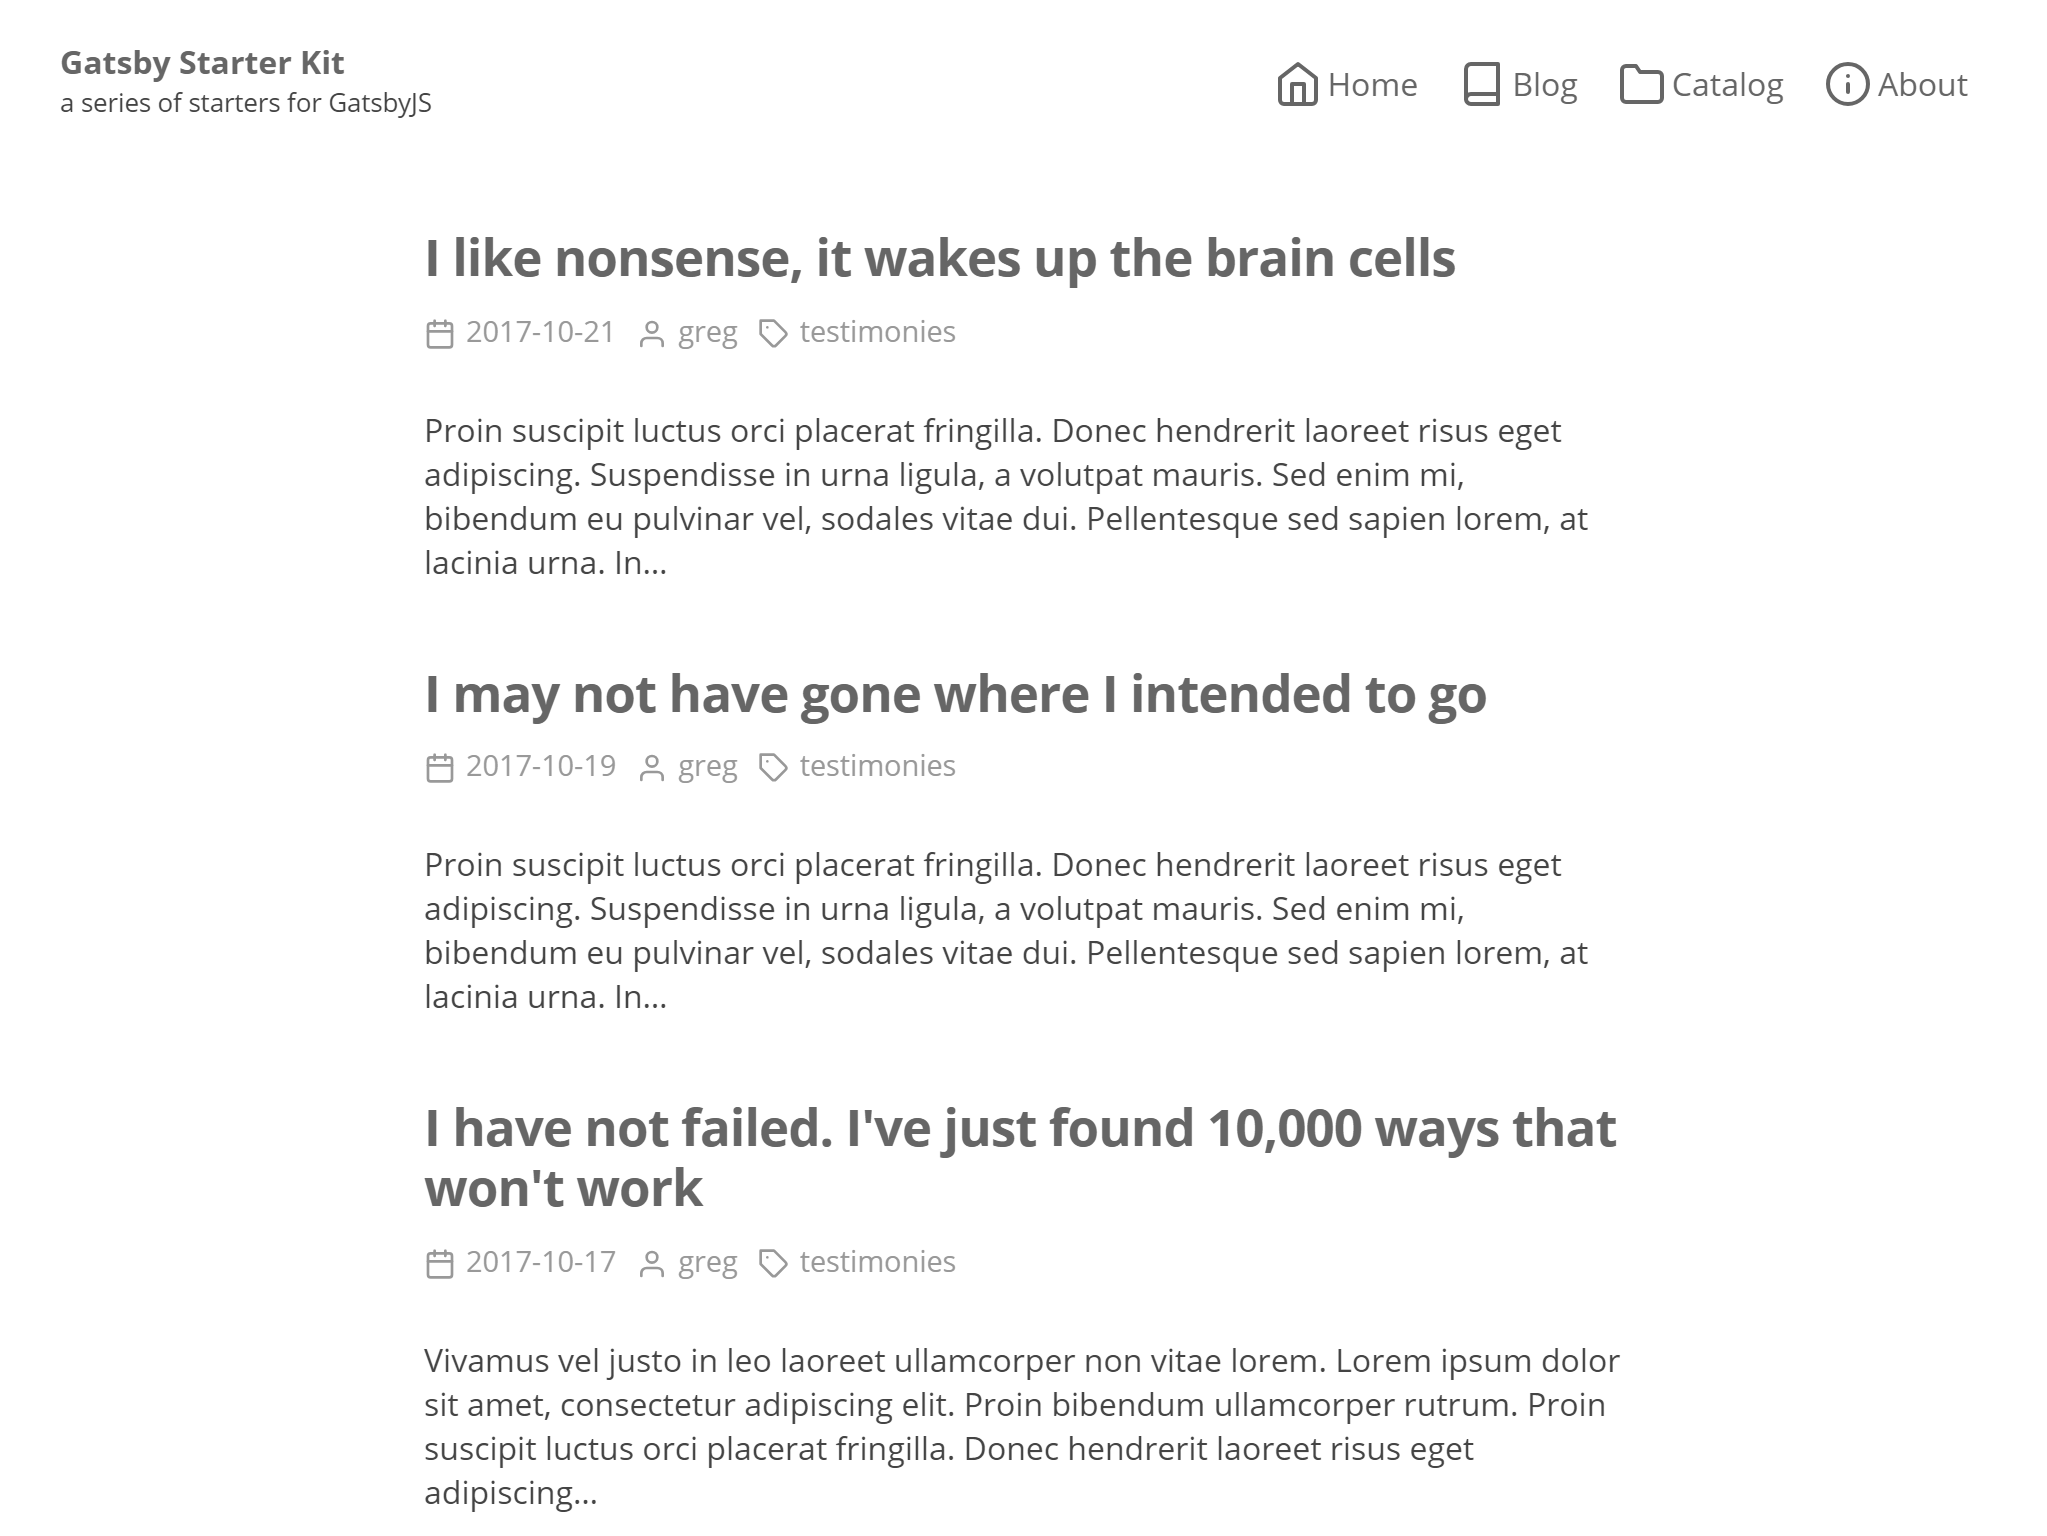 Gatsby Starter Kit
a series of starters for GatsbyJS
Home Blog Catalog About
I like nonsense, it wakes up the brain cells
2017-10-21 greg testimonies
Proin suscipit luctus orci placerat fringilla. Donec hendrerit laoreet risus eget
adipiscing. Suspendisse in urna ligula, a volutpat mauris. Sed enim mi,
bibendum eu pulvinar vel, sodales vitae dui. Pellentesque sed sapien lorem, at
lacinia urna. In…
I may not have gone where I intended to go
2017-10-19 greg testimonies
Proin suscipit luctus orci placerat fringilla. Donec hendrerit laoreet risus eget
adipiscing. Suspendisse in urna ligula, a volutpat mauris. Sed enim mi,
bibendum eu pulvinar vel, sodales vitae dui. Pellentesque sed sapien lorem, at
lacinia urna. In…
I have not failed. I've just found 10,000 ways that
won't work
2017-10-17 greg testimonies
Vivamus vel justo in leo laoreet ullamcorper non vitae lorem. Lorem ipsum dolor
sit amet, consectetur adipiscing elit. Proin bibendum ullamcorper rutrum. Proin
suscipit luctus orci placerat fringilla. Donec hendrerit laoreet risus eget
adipiscing…